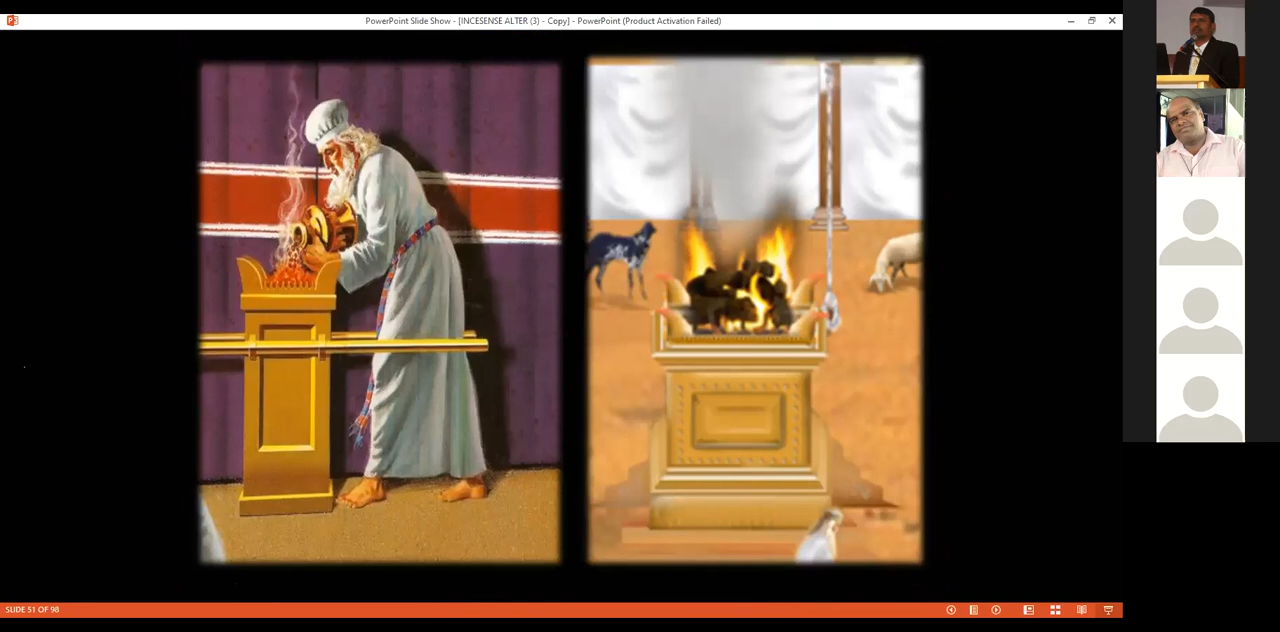 PowerPoint Slide Show - [INCESENSE ALTER (3) - Copy] - PowerPoint (Product Activation Failed)
SLIDE 51 OF 98